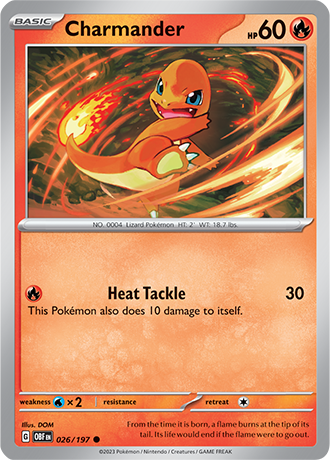 BASIC
Charmander
HP 60
NO. 0004 Lizard Pokémon HT: 2' WT: 18.7 lbs.
Heat Tackle 30
This Pokémon also does 10 damage to itself.
weakness ×2 resistance retreat
Illus. DOM
G OBF EN 026/197
From the time it is born, a flame burns at the tip of its
tail. Its life would end if the flame were to go out.
©2023 Pokémon / Nintendo / Creatures / GAME FREAK